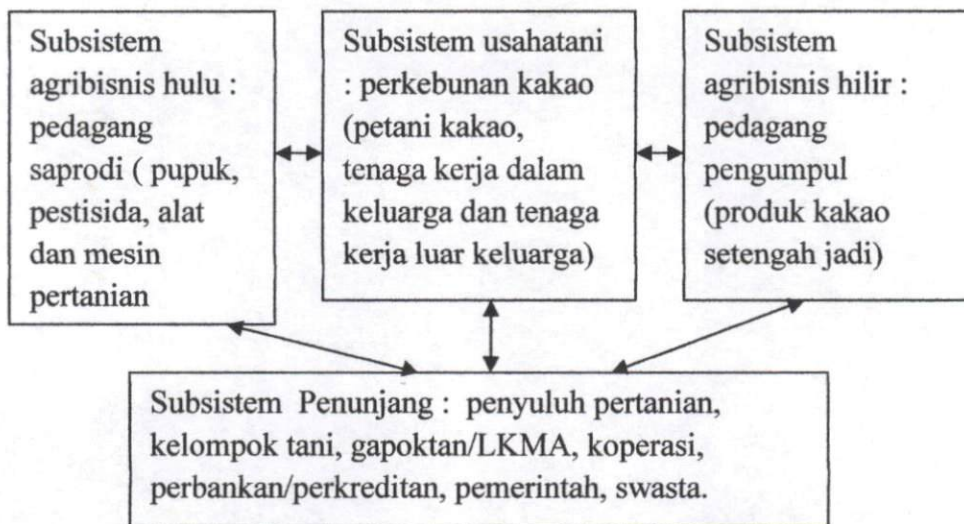 Subsistem
agribisnis hulu :
pedagang
saprodi ( pupuk,
pestisida, alat
dan mesin
pertanian
Subsistem usahatani
: perkebunan kakao
(petani kakao,
tenaga kerja dalam
keluarga dan tenaga
kerja luar keluarga)
Subsistem
agribisnis hilir :
pedagang
pengumpul
(produk kakao
setengah jadi)
Subsistem Penunjang : penyuluh pertanian,
kelompok tani, gapoktan/LKMA, koperasi,
perbankan/perkreditan, pemerintah, swasta.